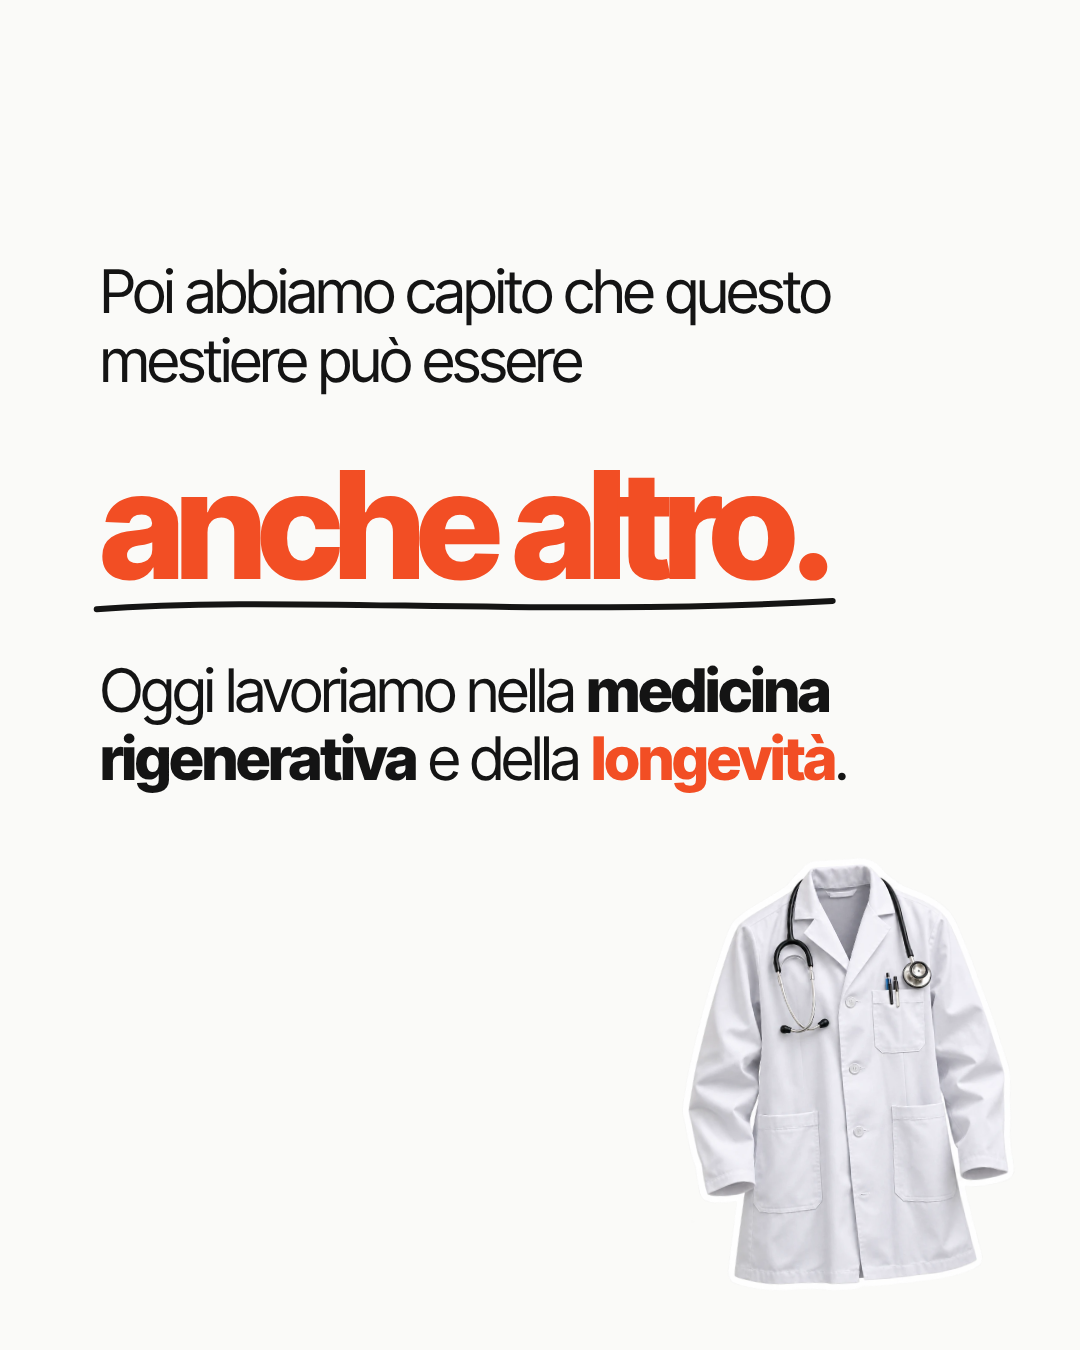 Poi abbiamo capito che questo
mestiere può essere
anche altro.
Oggi lavoriamo nella medicina
rigenerativa e della longevità.